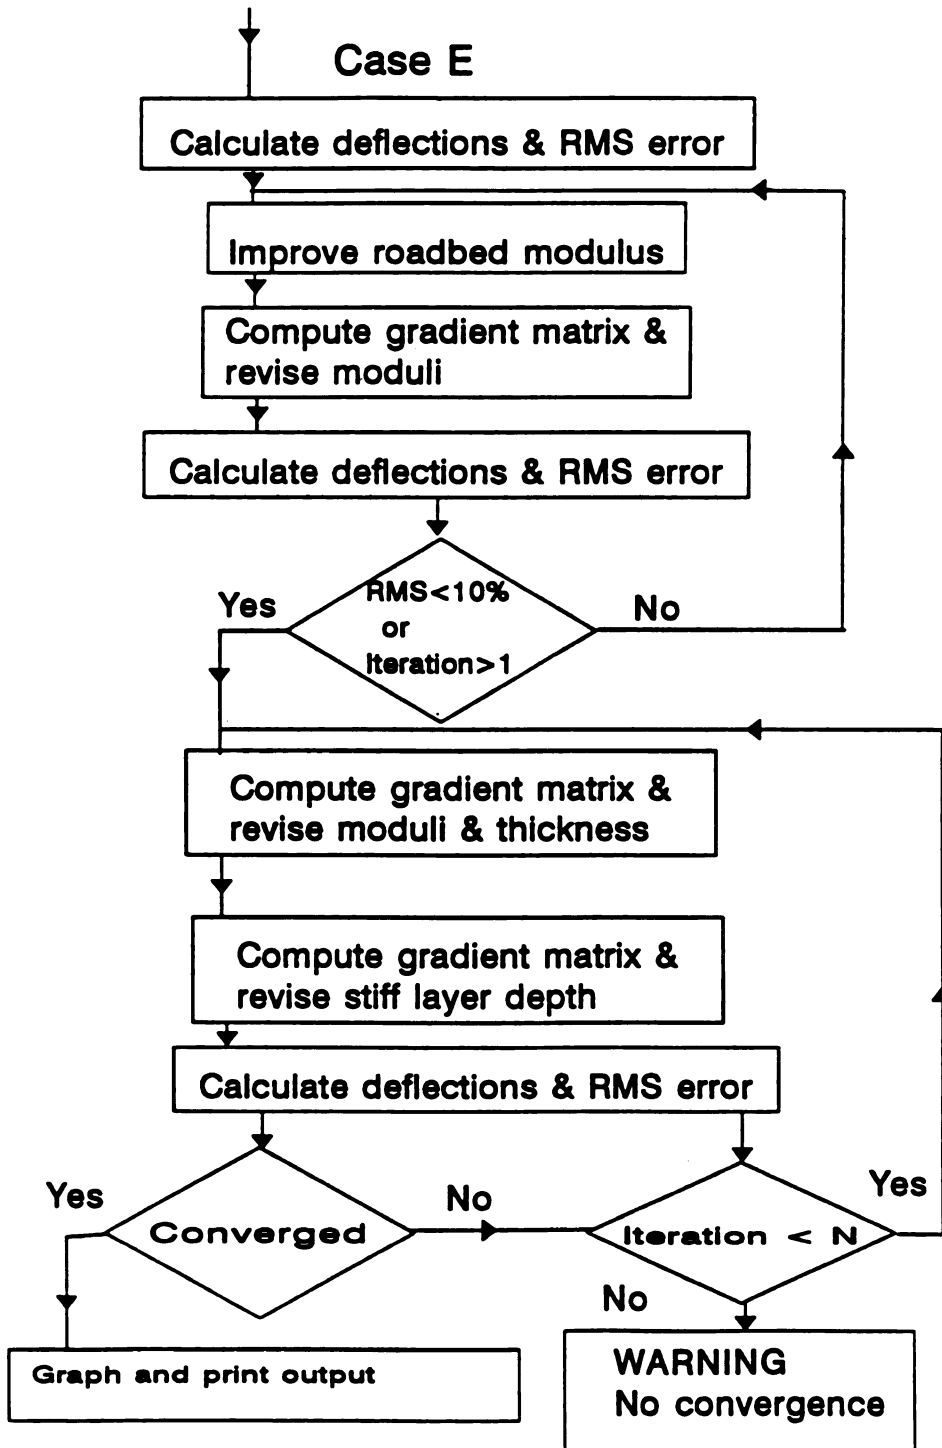 Case E
Calculate deflections & RMS error
Improve roadbed modulus
Compute gradient matrix &
revise moduli
Calculate deflections & RMS error
RMS<10%
or
Iteration>1
Yes
No
Compute gradient matrix &
revise moduli & thickness
Compute gradient matrix &
revise stiff layer depth
Calculate deflections & RMS error
Yes
Converged
No
Iteration < N
Yes
No
Graph and print output
WARNING
No convergence